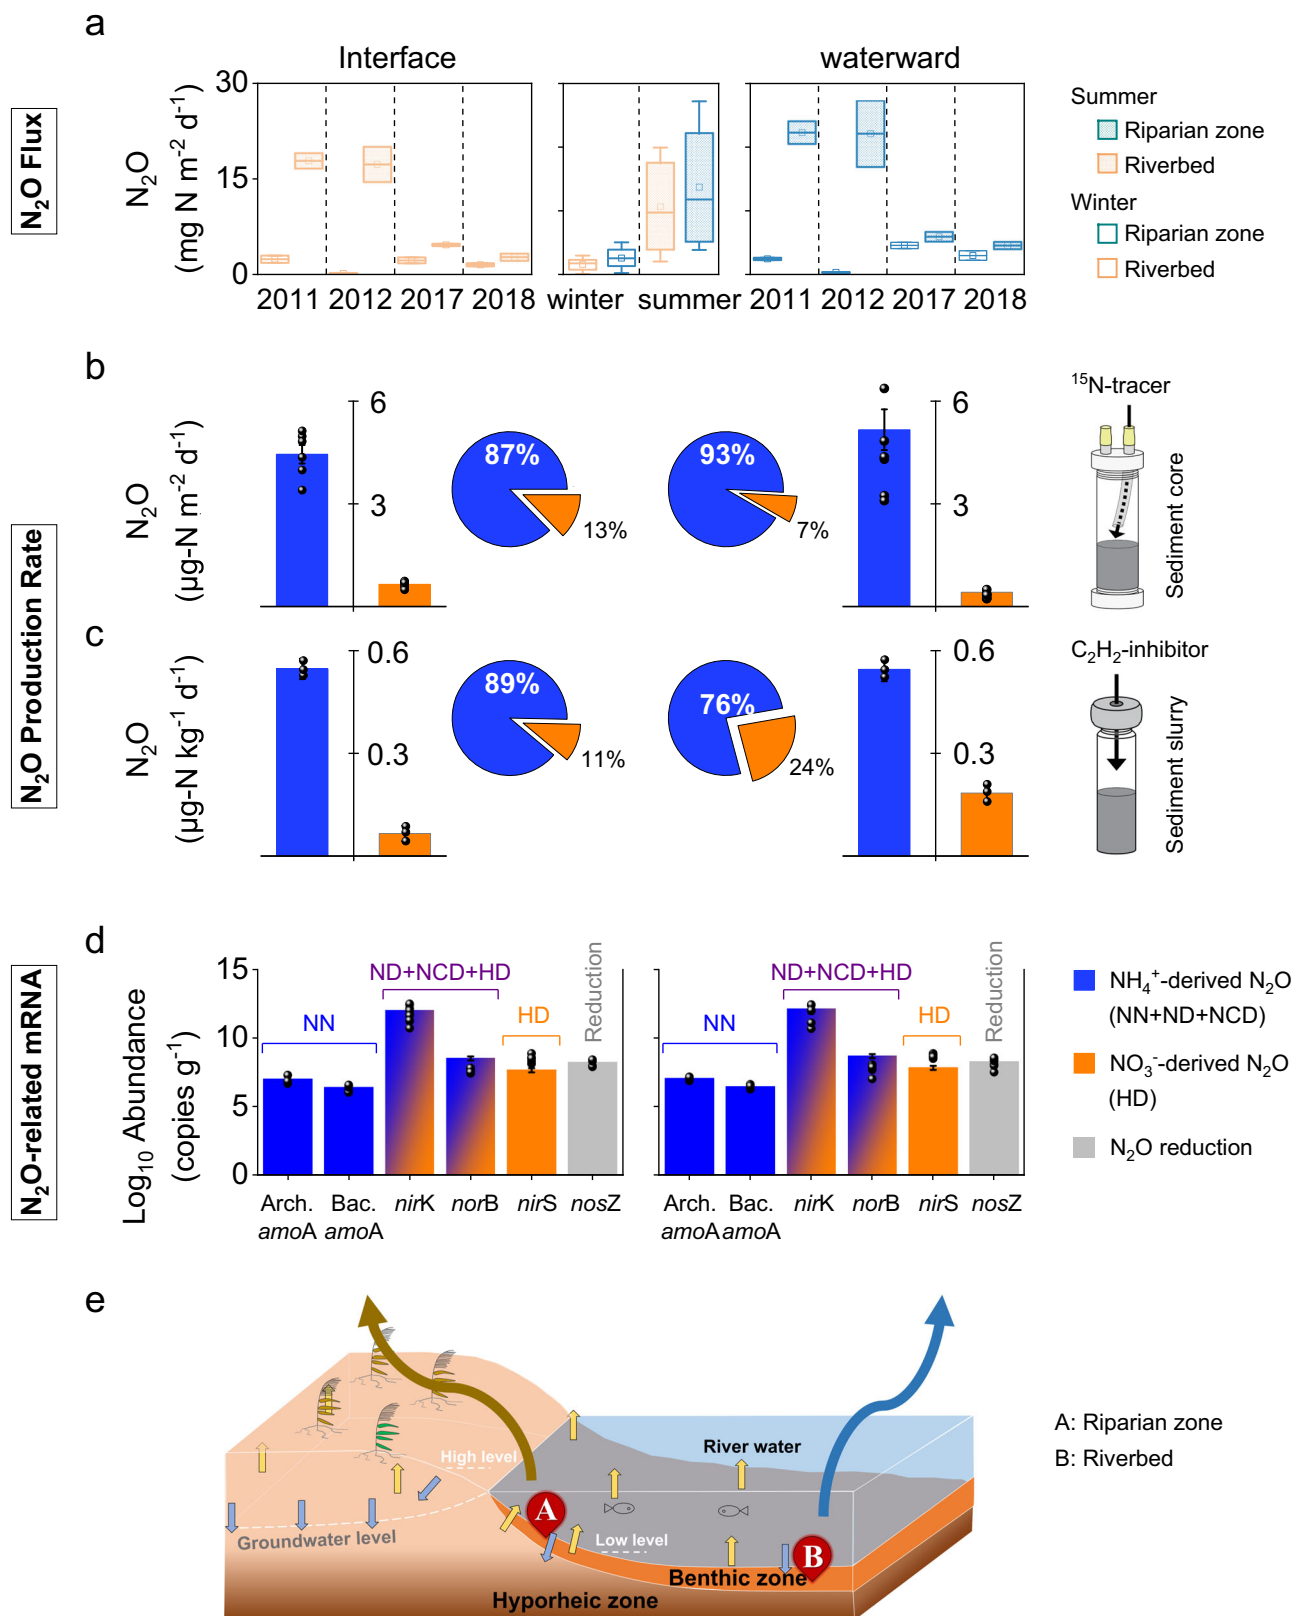 a
Interface
waterward
N₂O Flux
N₂O
(mg N m⁻² d⁻¹)
30
15
0
2011 2012 2017 2018
winter summer
2011 2012 2017 2018
Summer
Riparian zone
Riverbed
Winter
Riparian zone
Riverbed
b
N₂O Production Rate
N₂O
(µg-N m⁻² d⁻¹)
6
3
87%
13%
93%
7%
6
3
¹⁵N-tracer
Sediment core
c
N₂O
(µg-N kg⁻¹ d⁻¹)
0.6
0.3
89%
11%
76%
24%
0.6
0.3
C₂H₂-inhibitor
Sediment slurry
d
N₂O-related mRNA
Log₁₀ Abundance
(copies g⁻¹)
15
10
5
0
NN
ND+NCD+HD
HD
Reduction
Arch. amoA
Bac. amoA
nirK
norB
nirS
nosZ
NN
ND+NCD+HD
HD
Reduction
Arch. amoA
Bac. amoA
nirK
norB
nirS
nosZ
NH₄⁺-derived N₂O
(NN+ND+NCD)
NO₃⁻-derived N₂O
(HD)
N₂O reduction
e
High level
River water
A
Groundwater level
Low level
B
Benthic zone
Hyporheic zone
A: Riparian zone
B: Riverbed